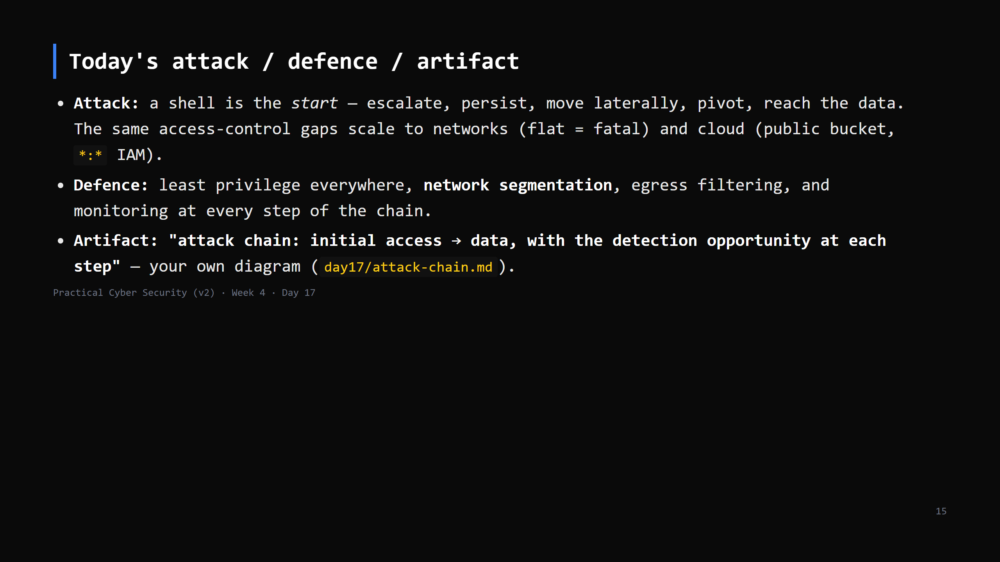 Today's attack / defence / artifact
• Attack: a shell is the start — escalate, persist, move laterally, pivot, reach the data.
The same access-control gaps scale to networks (flat = fatal) and cloud (public bucket,
*:* IAM).
• Defence: least privilege everywhere, network segmentation, egress filtering, and
monitoring at every step of the chain.
• Artifact: "attack chain: initial access → data, with the detection opportunity at each
step" — your own diagram (day17/attack-chain.md).
Practical Cyber Security (v2) · Week 4 · Day 17
15